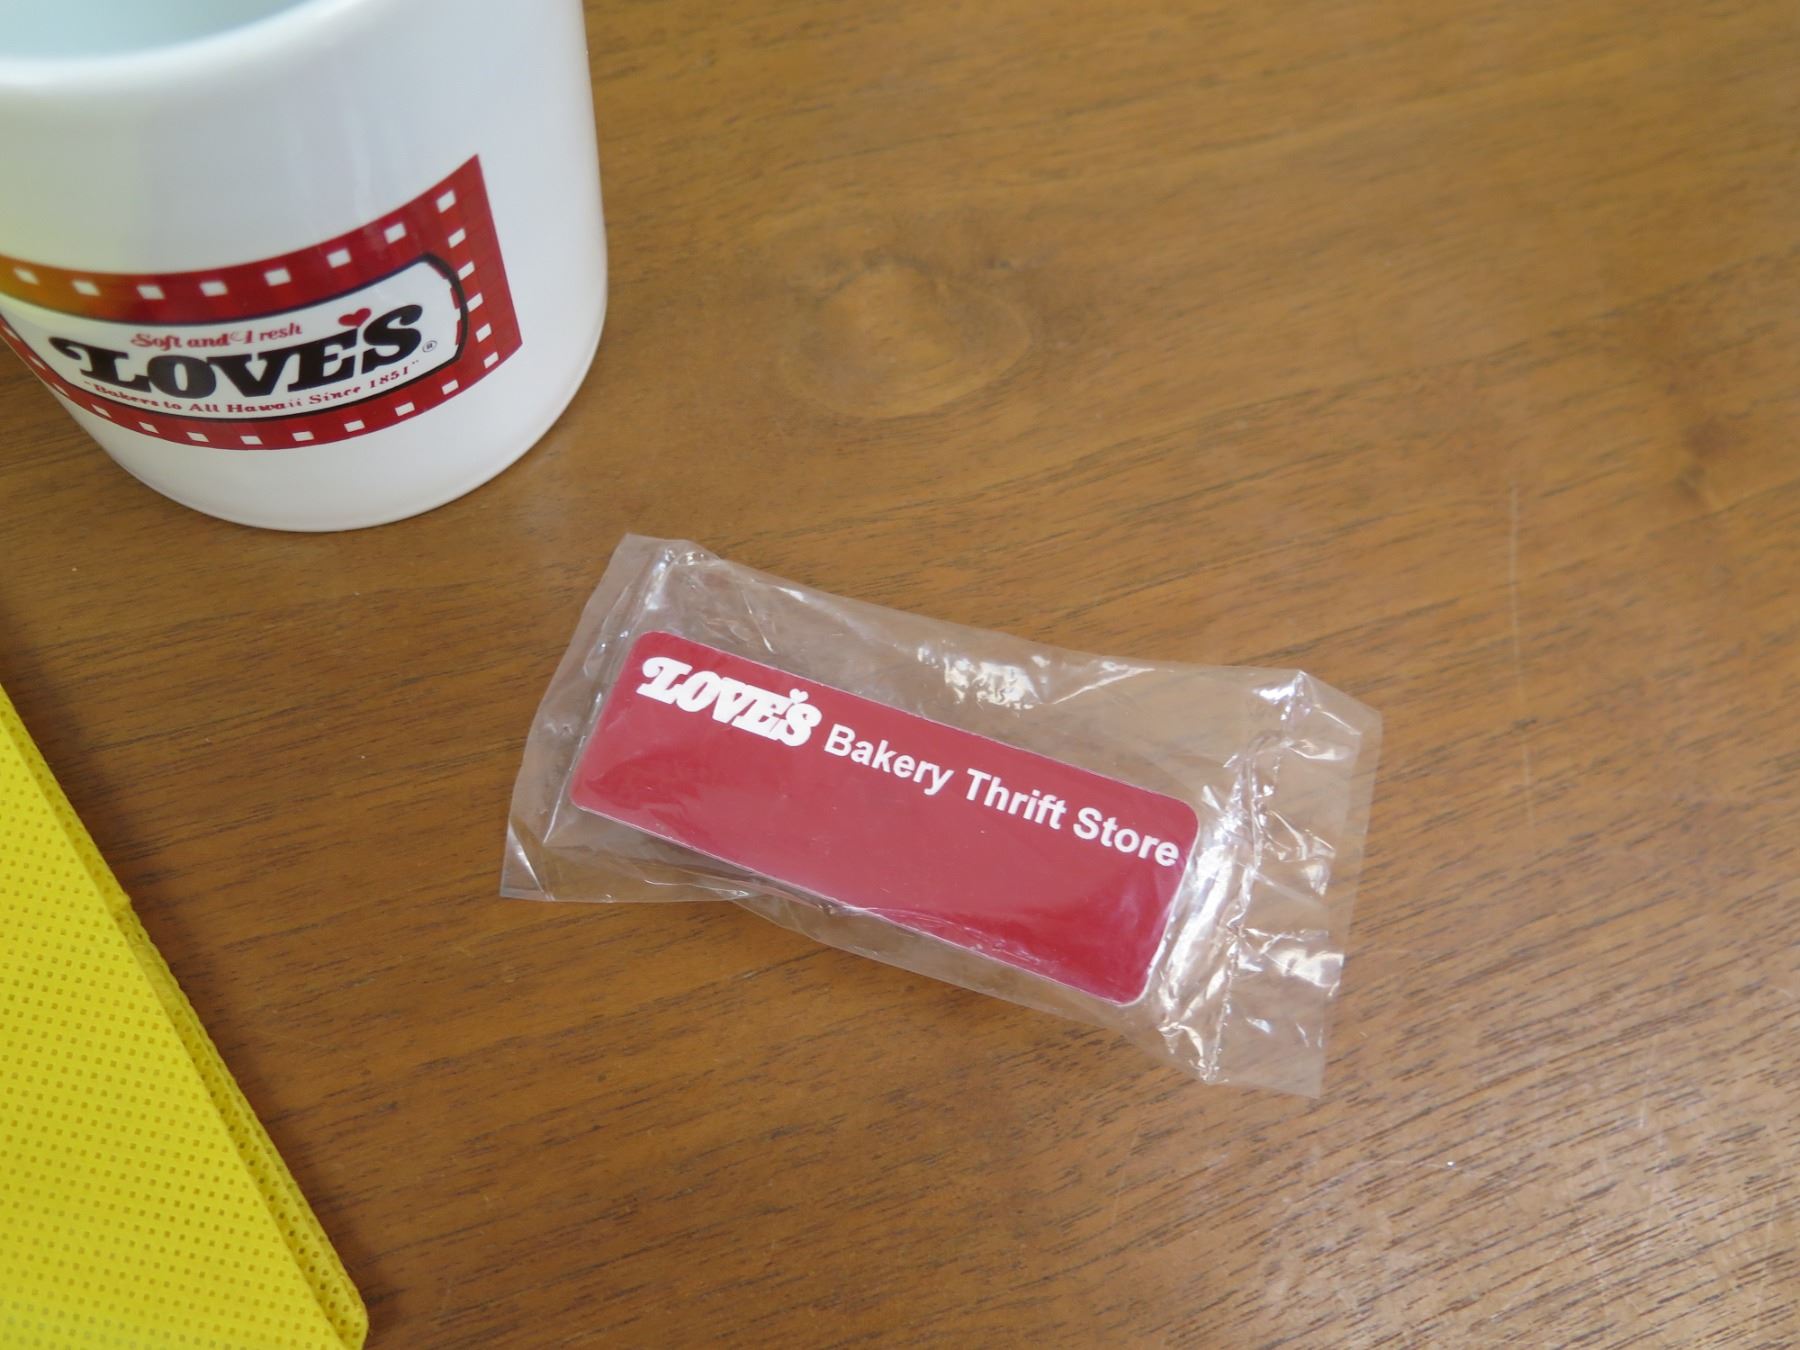 Soft and Fresh
LOVE'S ®
"Bakers to All Hawaii Since 1851"
LOVE'S Bakery Thrift Store